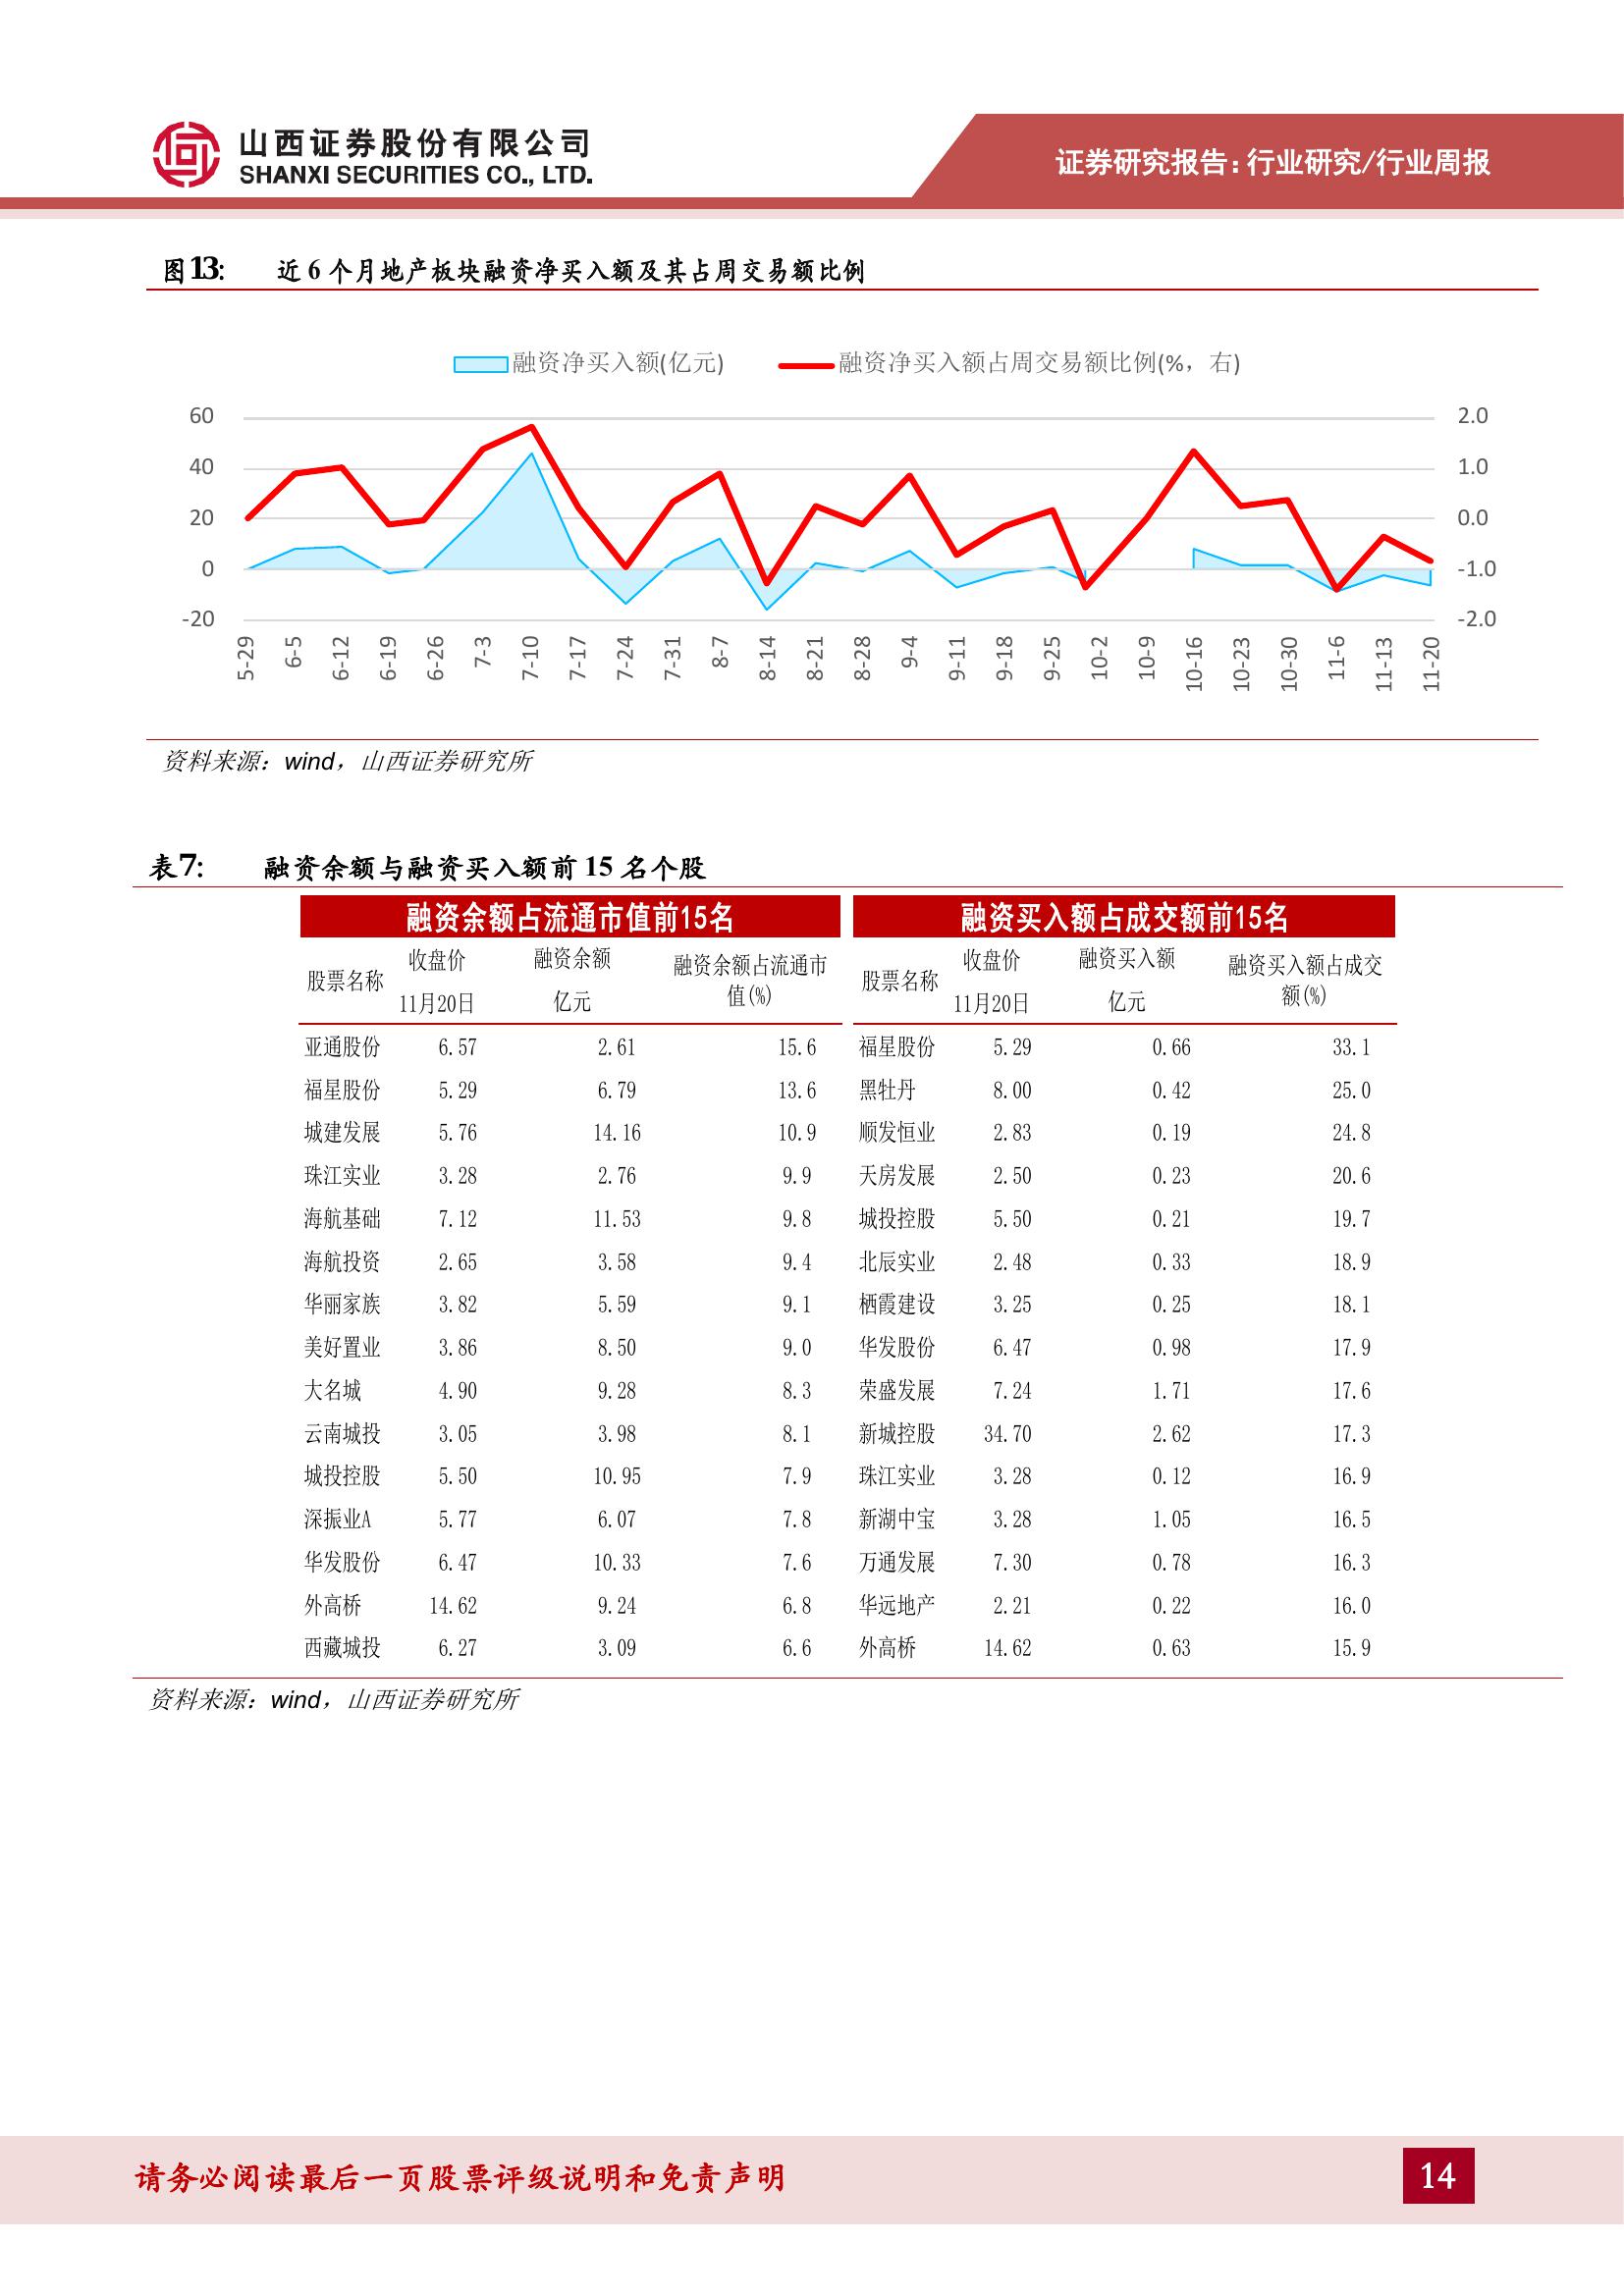 山西证券股份有限公司
SHANXI SECURITIES CO., LTD.
证券研究报告：行业研究/行业周报
图13: 近 6 个月地产板块融资净买入额及其占周交易额比例
融资净买入额(亿元) 融资净买入额占周交易额比例(%，右)
60 2.0
40 1.0
20 0.0
0 -1.0
-20 -2.0
5-29 6-5 6-12 6-19 6-26 7-3 7-10 7-17 7-24 7-31 8-7 8-14 8-21 8-28 9-4 9-11 9-18 9-25 10-2 10-9 10-16 10-23 10-30 11-6 11-13 11-20
资料来源：wind，山西证券研究所
表7: 融资余额与融资买入额前 15 名个股
融资余额占流通市值前15名 融资买入额占成交额前15名
股票名称 收盘价 融资余额 融资余额占流通市 股票名称 收盘价 融资买入额 融资买入额占成交
11月20日 亿元 值(%) 11月20日 亿元 额(%)
亚通股份 6.57 2.61 15.6 福星股份 5.29 0.66 33.1
福星股份 5.29 6.79 13.6 黑牡丹 8.00 0.42 25.0
城建发展 5.76 14.16 10.9 顺发恒业 2.83 0.19 24.8
珠江实业 3.28 2.76 9.9 天房发展 2.50 0.23 20.6
海航基础 7.12 11.53 9.8 城投控股 5.50 0.21 19.7
海航投资 2.65 3.58 9.4 北辰实业 2.48 0.33 18.9
华丽家族 3.82 5.59 9.1 栖霞建设 3.25 0.25 18.1
美好置业 3.86 8.50 9.0 华发股份 6.47 0.98 17.9
大名城 4.90 9.28 8.3 荣盛发展 7.24 1.71 17.6
云南城投 3.05 3.98 8.1 新城控股 34.70 2.62 17.3
城投控股 5.50 10.95 7.9 珠江实业 3.28 0.12 16.9
深振业A 5.77 6.07 7.8 新湖中宝 3.28 1.05 16.5
华发股份 6.47 10.33 7.6 万通发展 7.30 0.78 16.3
外高桥 14.62 9.24 6.8 华远地产 2.21 0.22 16.0
西藏城投 6.27 3.09 6.6 外高桥 14.62 0.63 15.9
资料来源：wind，山西证券研究所
请务必阅读最后一页股票评级说明和免责声明
14